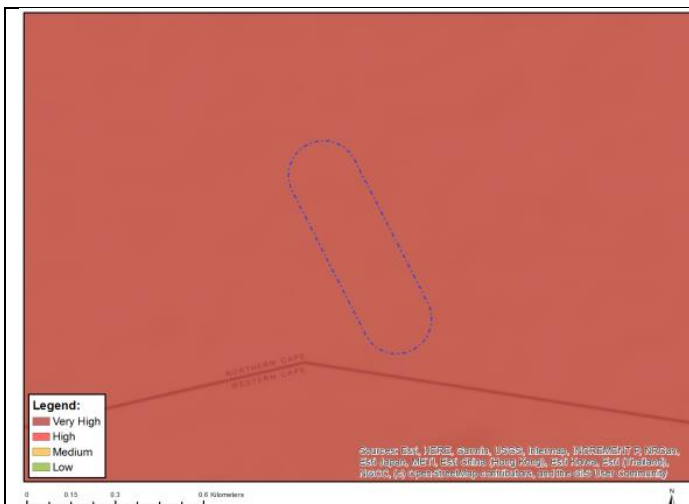 NORTHERN CAPE
WESTERN CAPE
Legend:
Very High
High
Medium
Low
Sources: Esri, HERE, Garmin, USGS, Intermap, INCREMENT P, NRCan,
Esri Japan, METI, Esri China (Hong Kong), Esri Korea, Esri (Thailand),
NGCC, (c) OpenStreetMap contributors, and the GIS User Community
0 0.15 0.3 0.6 Kilometers
N